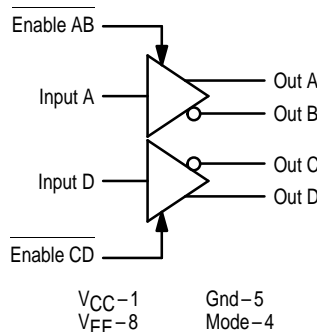 Enable AB
Input A
Out A
Out B
Out C
Input D
Out D
Enable CD
VCC–1 Gnd–5
VEE–8 Mode–4